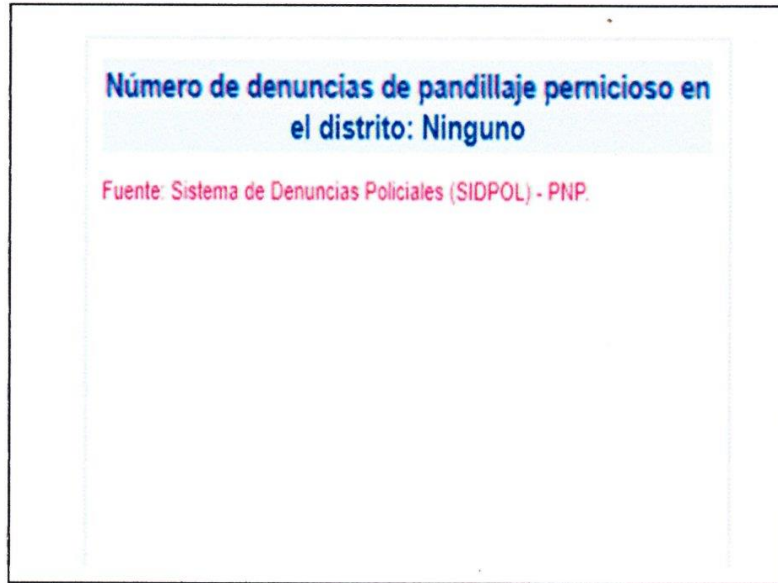 Número de denuncias de pandillaje pernicioso en
el distrito: Ninguno
Fuente: Sistema de Denuncias Policiales (SIDPOL) - PNP.